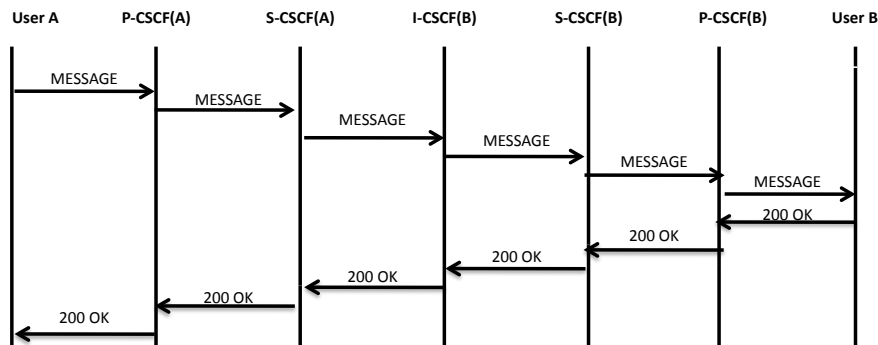 User A P-CSCF(A) S-CSCF(A) I-CSCF(B) S-CSCF(B) P-CSCF(B) User B
MESSAGE
MESSAGE
MESSAGE
MESSAGE
MESSAGE
MESSAGE
200 OK
200 OK
200 OK
200 OK
200 OK
200 OK